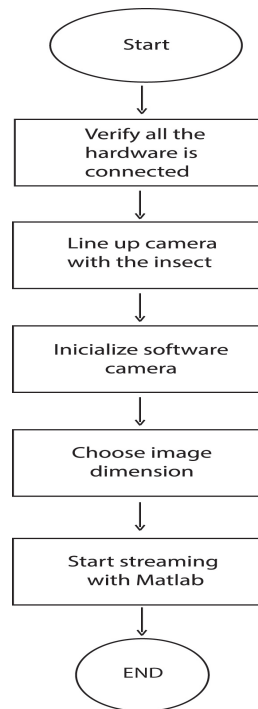 Start
Verify all the
hardware is
connected
Line up camera
with the insect
Inicialize software
camera
Choose image
dimension
Start streaming
with Matlab
END